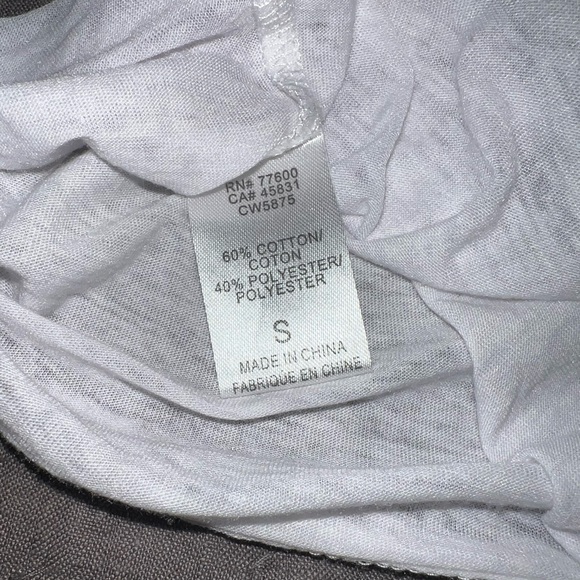 RN# 77600
CA# 45831
CW5875
60% COTTON/
COTON
40% POLYESTER/
POLYESTER
S
MADE IN CHINA
FABRIQUE EN CHINE